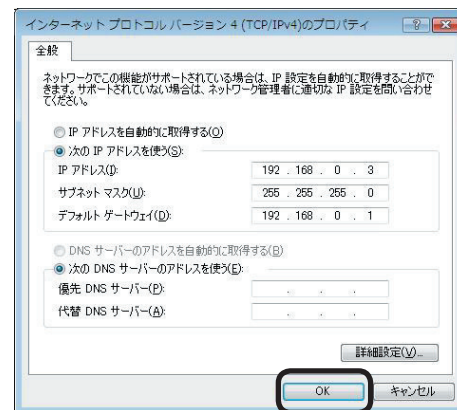 インターネット プロトコル バージョン 4 (TCP/IPv4)のプロパティ
全般
ネットワークでこの機能がサポートされている場合は、IP 設定を自動的に取得することがで
きます。サポートされていない場合は、ネットワーク管理者に適切な IP 設定を問い合わせ
てください。
IP アドレスを自動的に取得する(O)
次の IP アドレスを使う(S):
IP アドレス(I): 192 . 168 . 0 . 3
サブネット マスク(U): 255 . 255 . 255 . 0
デフォルト ゲートウェイ(D): 192 . 168 . 0 . 1
DNS サーバーのアドレスを自動的に取得する(B)
次の DNS サーバーのアドレスを使う(E):
優先 DNS サーバー(P): . . .
代替 DNS サーバー(A): . . .
詳細設定(V)...
OK キャンセル